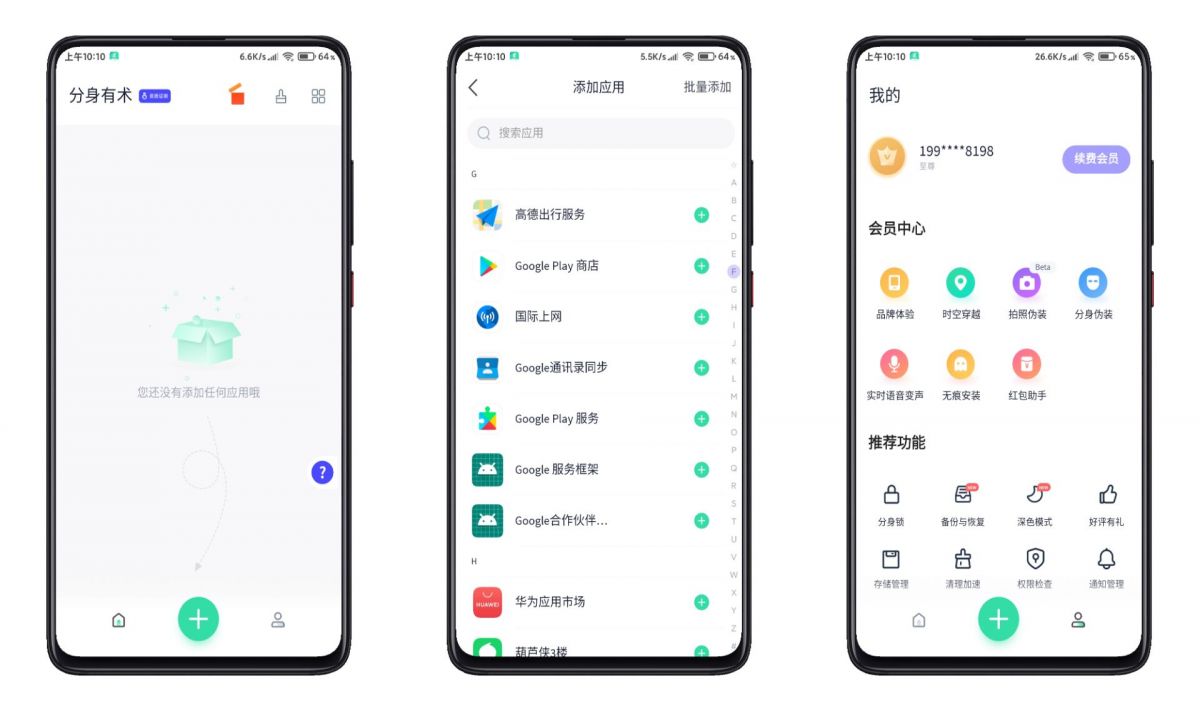 上午10:10
6.6K/s
64%
分身有术
您还没有添加任何应用哦
?
上午10:10
5.5K/s
64%
添加应用
批量添加
搜索应用
G
高德出行服务
Google Play 商店
国际上网
Google通讯录同步
Google Play 服务
Google 服务框架
Google合作伙伴...
H
HUAWEI
华为应用市场
葫芦侠3楼
☆
A
B
C
D
E
F
G
H
I
J
K
L
M
N
O
P
Q
R
S
T
U
V
W
X
Y
Z
#
上午10:10
26.6K/s
65%
我的
199****8198
至尊
续费会员
会员中心
Beta
品牌体验
时空穿越
拍照伪装
分身伪装
实时语音变声
无痕安装
红包助手
推荐功能
NEW
NEW
分身锁
备份与恢复
深色模式
好评有礼
存储管理
清理加速
权限检查
通知管理